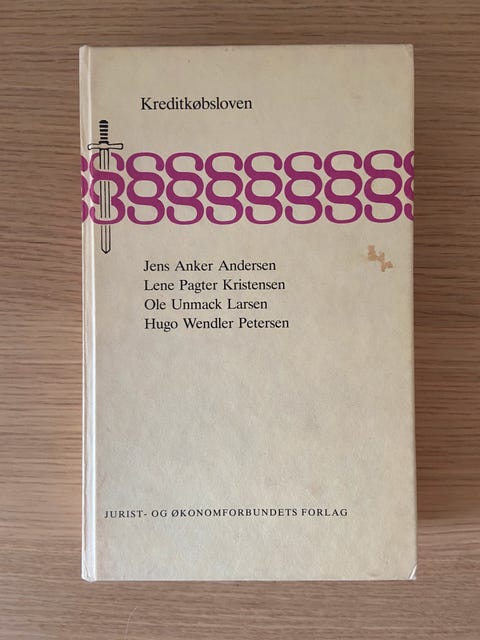 Kreditkøbsloven
§§§§§§§§
Jens Anker Andersen
Lene Pagter Kristensen
Ole Unmack Larsen
Hugo Wendler Petersen
JURIST- OG ØKONOMFORBUNDETS FORLAG